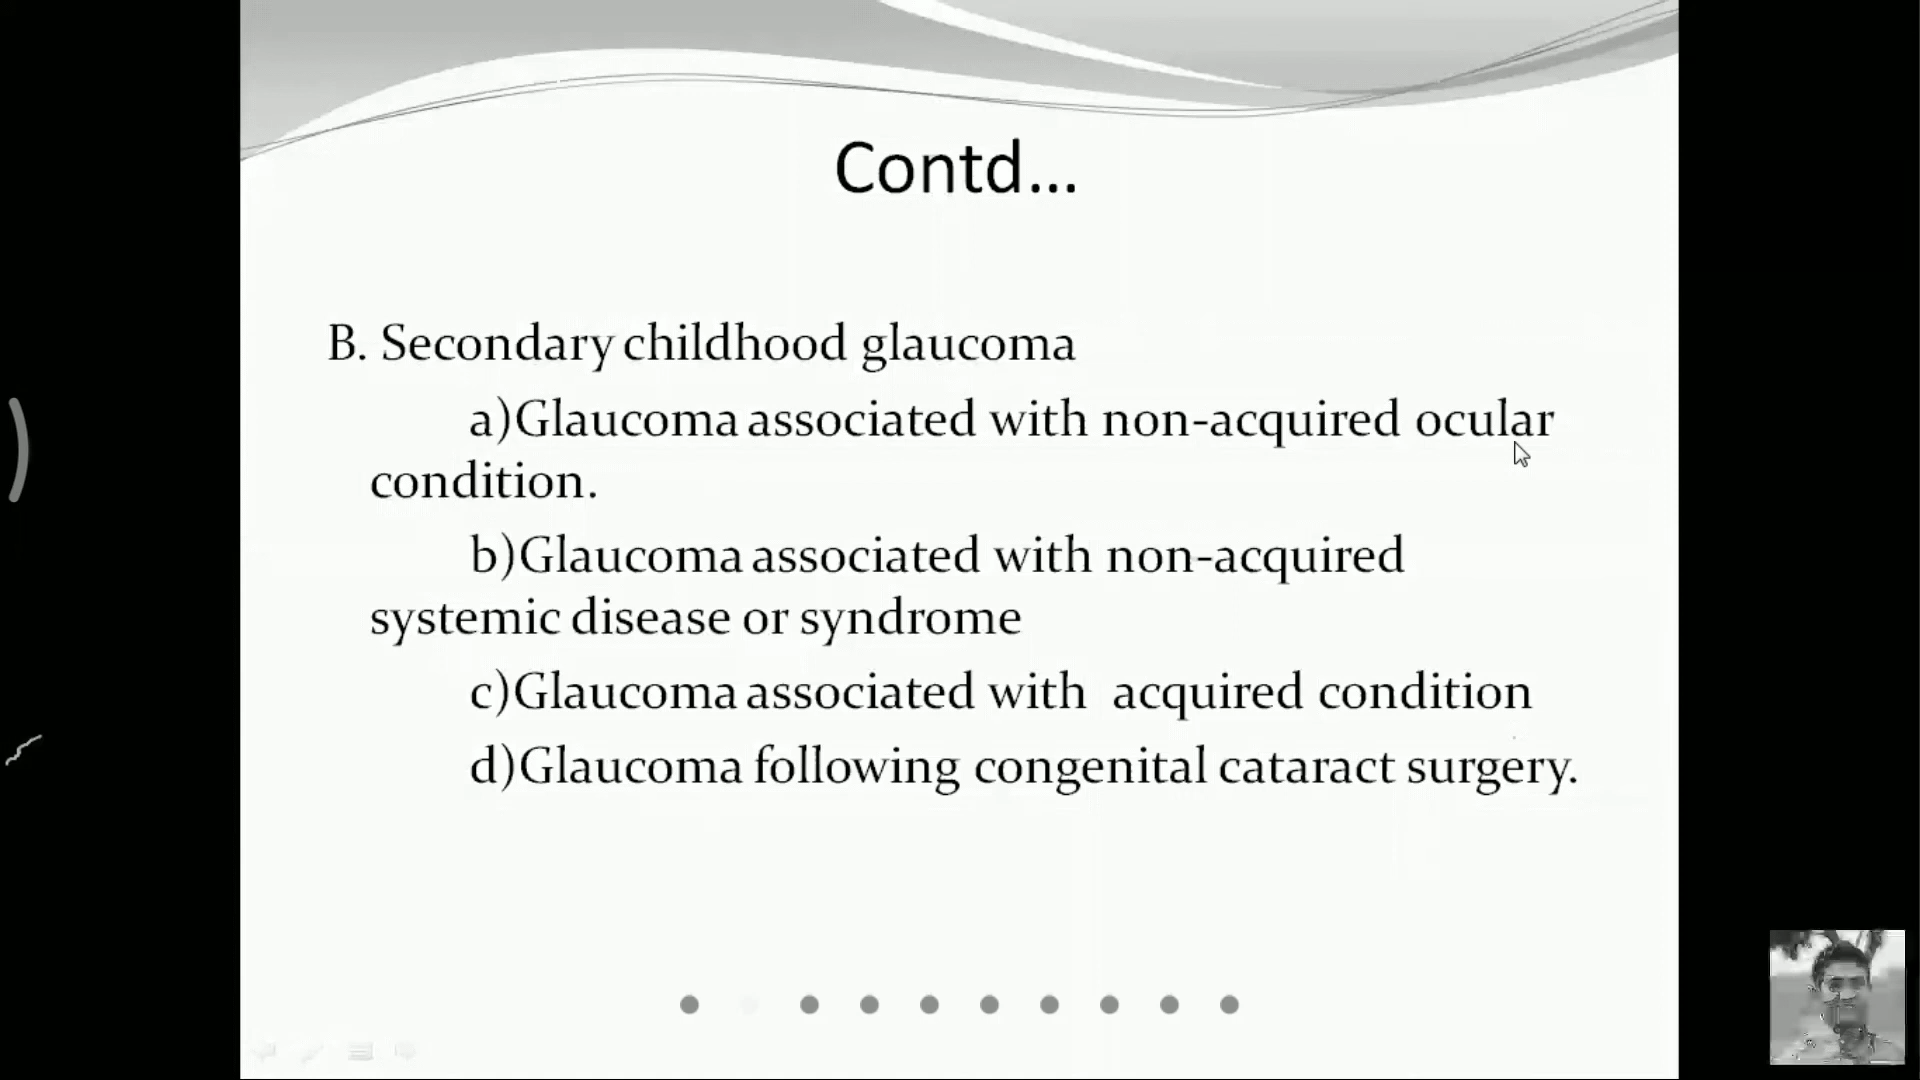 Contd...
B. Secondary childhood glaucoma
a)Glaucoma associated with non-acquired ocular
condition.
b)Glaucoma associated with non-acquired
systemic disease or syndrome
c)Glaucoma associated with acquired condition
d)Glaucoma following congenital cataract surgery.